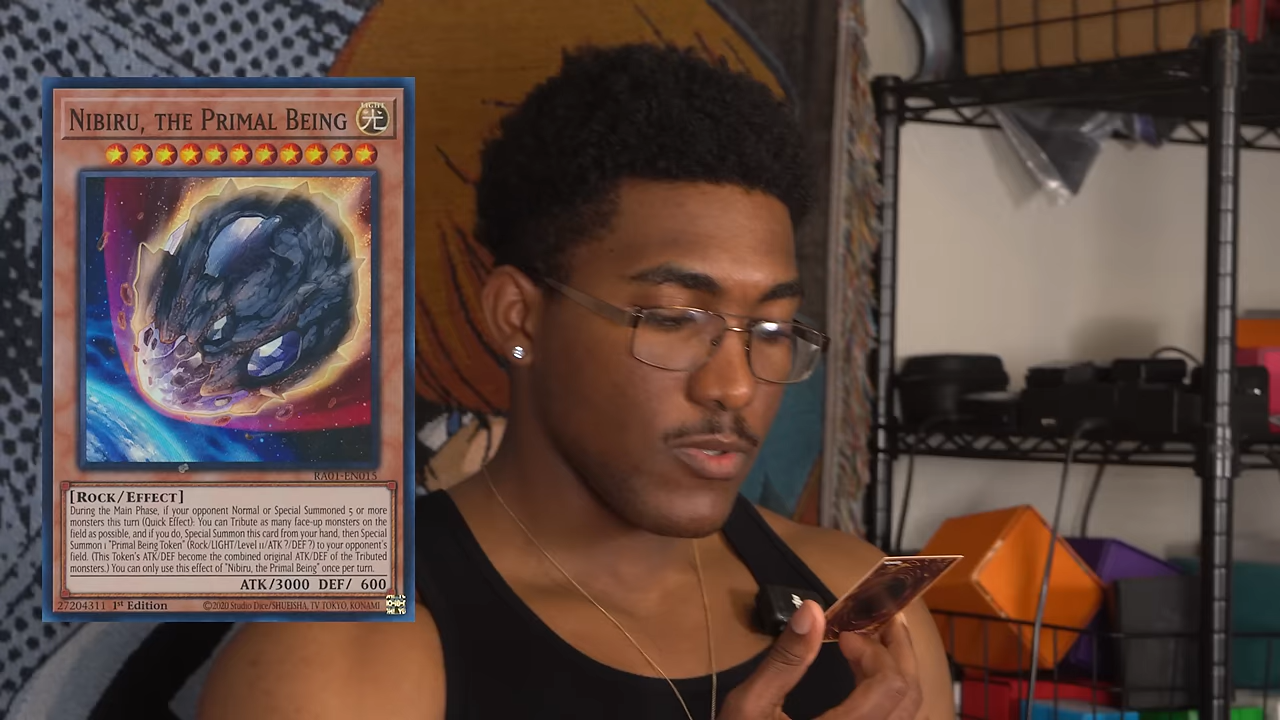 NIBIRU, THE PRIMAL BEING
LIGHT
光
RA01-EN015
[ROCK/EFFECT]
During the Main Phase, if your opponent Normal or Special Summoned 5 or more
monsters this turn (Quick Effect): You can Tribute as many face-up monsters on the
field as possible, and if you do, Special Summon this card from your hand, then Special
Summon 1 "Primal Being Token" (Rock/LIGHT/Level 11/ATK ?/DEF ?) to your opponent's
field. (This Token's ATK/DEF become the combined original ATK/DEF of the Tributed
monsters.) You can only use this effect of "Nibiru, the Primal Being" once per turn.
ATK/3000 DEF/ 600
27204311 1st Edition ©2020 Studio Dice/SHUEISHA, TV TOKYO, KONAMI